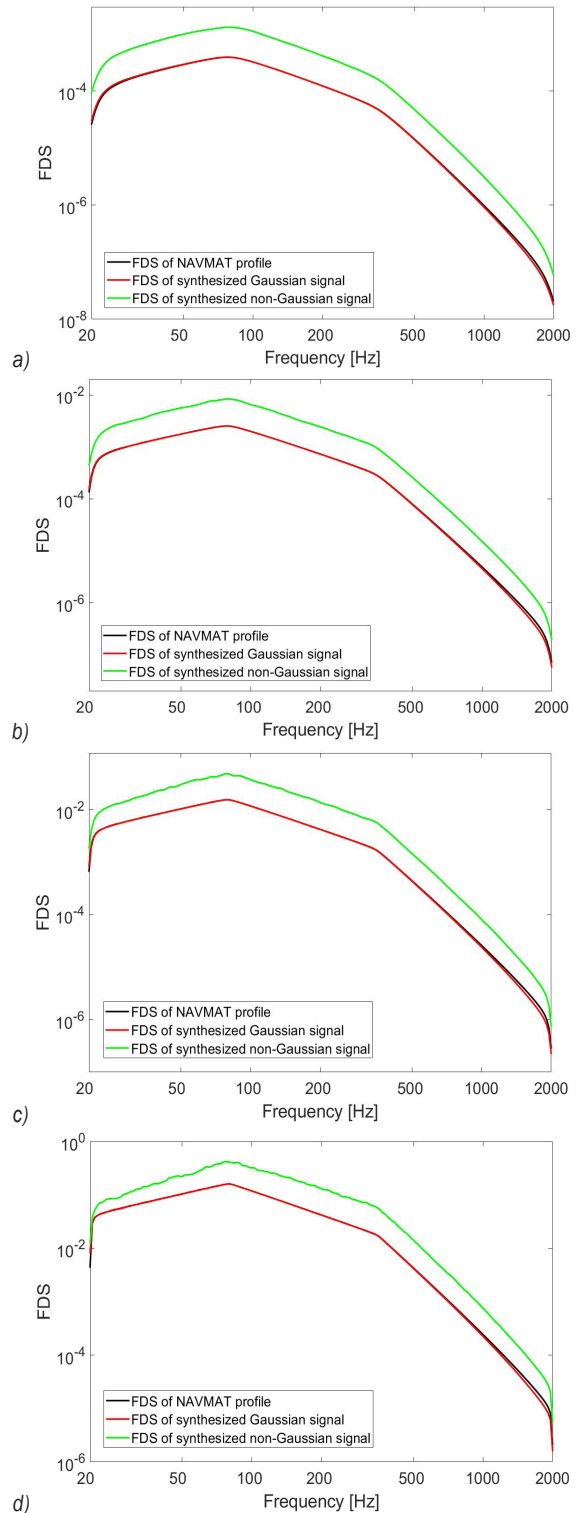 10^-4
10^-6
10^-8
FDS
FDS of NAVMAT profile
FDS of synthesized Gaussian signal
FDS of synthesized non-Gaussian signal
20 50 100 200 500 1000 2000
Frequency [Hz]
a)
10^-2
10^-4
10^-6
FDS
FDS of NAVMAT profile
FDS of synthesized Gaussian signal
FDS of synthesized non-Gaussian signal
20 50 100 200 500 1000 2000
Frequency [Hz]
b)
10^-2
10^-4
10^-6
FDS
FDS of NAVMAT profile
FDS of synthesized Gaussian signal
FDS of synthesized non-Gaussian signal
20 50 100 200 500 1000 2000
Frequency [Hz]
c)
10^0
10^-2
10^-4
10^-6
FDS
FDS of NAVMAT profile
FDS of synthesized Gaussian signal
FDS of synthesized non-Gaussian signal
20 50 100 200 500 1000 2000
Frequency [Hz]
d)